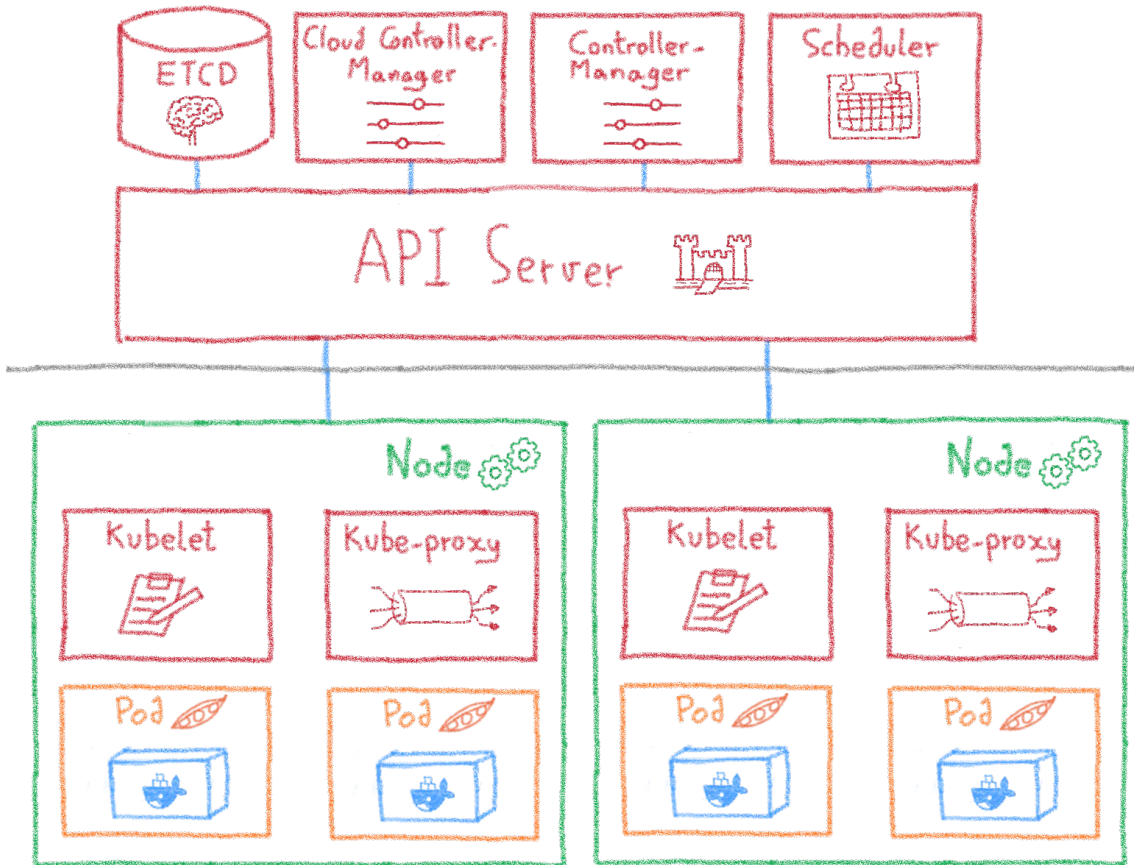 ETCD
Cloud Controller-
Manager
Controller-
Manager
Scheduler
API Server
Node
Kubelet
Kube-proxy
Pod
Pod
Node
Kubelet
Kube-proxy
Pod
Pod